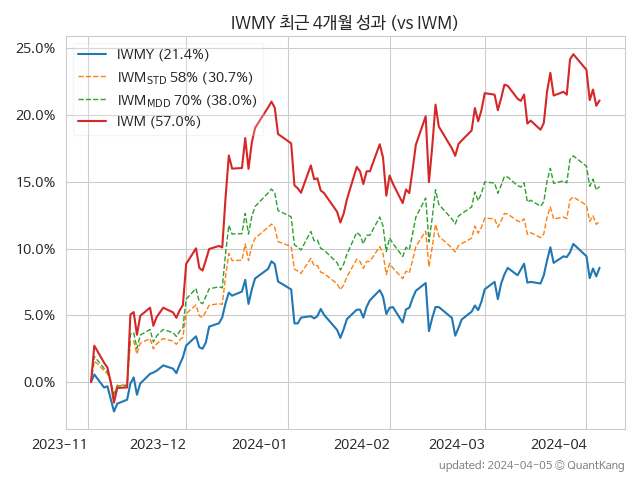 IWMY 최근 4개월 성과 (vs IWM)
25.0%
20.0%
15.0%
10.0%
5.0%
0.0%
IWMY (21.4%)
IWM_STD 58% (30.7%)
IWM_MDD 70% (38.0%)
IWM (57.0%)
2023−11 2023−12 2024−01 2024−02 2024−03 2024−04
updated: 2024-04-05 © QuantKang